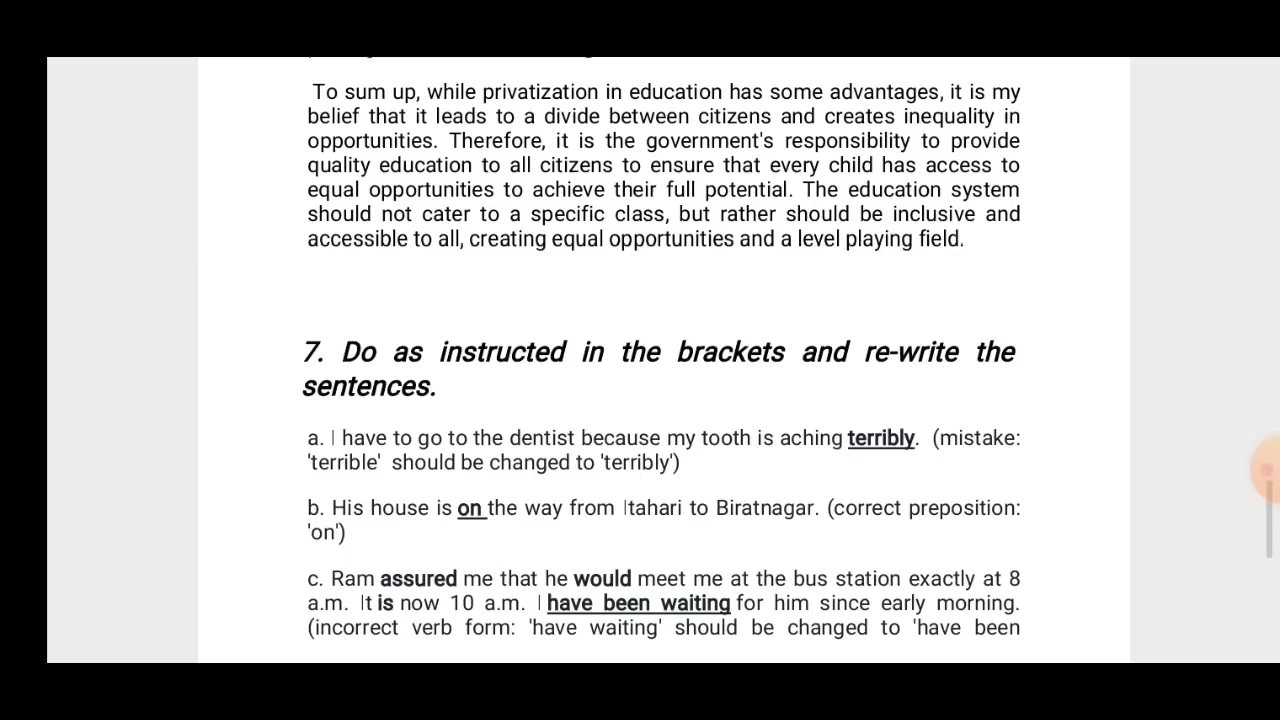 To sum up, while privatization in education has some advantages, it is my
belief that it leads to a divide between citizens and creates inequality in
opportunities. Therefore, it is the government's responsibility to provide
quality education to all citizens to ensure that every child has access to
equal opportunities to achieve their full potential. The education system
should not cater to a specific class, but rather should be inclusive and
accessible to all, creating equal opportunities and a level playing field.
7. Do as instructed in the brackets and re-write the
sentences.
a. I have to go to the dentist because my tooth is aching terribly. (mistake:
'terrible' should be changed to 'terribly')
b. His house is on the way from Itahari to Biratnagar. (correct preposition:
'on')
c. Ram assured me that he would meet me at the bus station exactly at 8
a.m. It is now 10 a.m. I have been waiting for him since early morning.
(incorrect verb form: 'have waiting' should be changed to 'have been